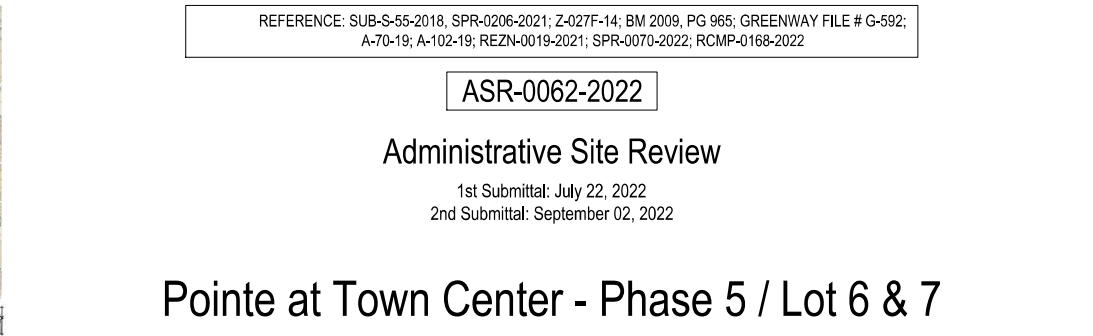 REFERENCE: SUB-S-55-2018, SPR-0206-2021; Z-027F-14; BM 2009, PG 965; GREENWAY FILE # G-592;
A-70-19; A-102-19; REZN-0019-2021; SPR-0070-2022; RCMP-0168-2022
ASR-0062-2022
Administrative Site Review
1st Submittal: July 22, 2022
2nd Submittal: September 02, 2022
Pointe at Town Center - Phase 5 / Lot 6 & 7